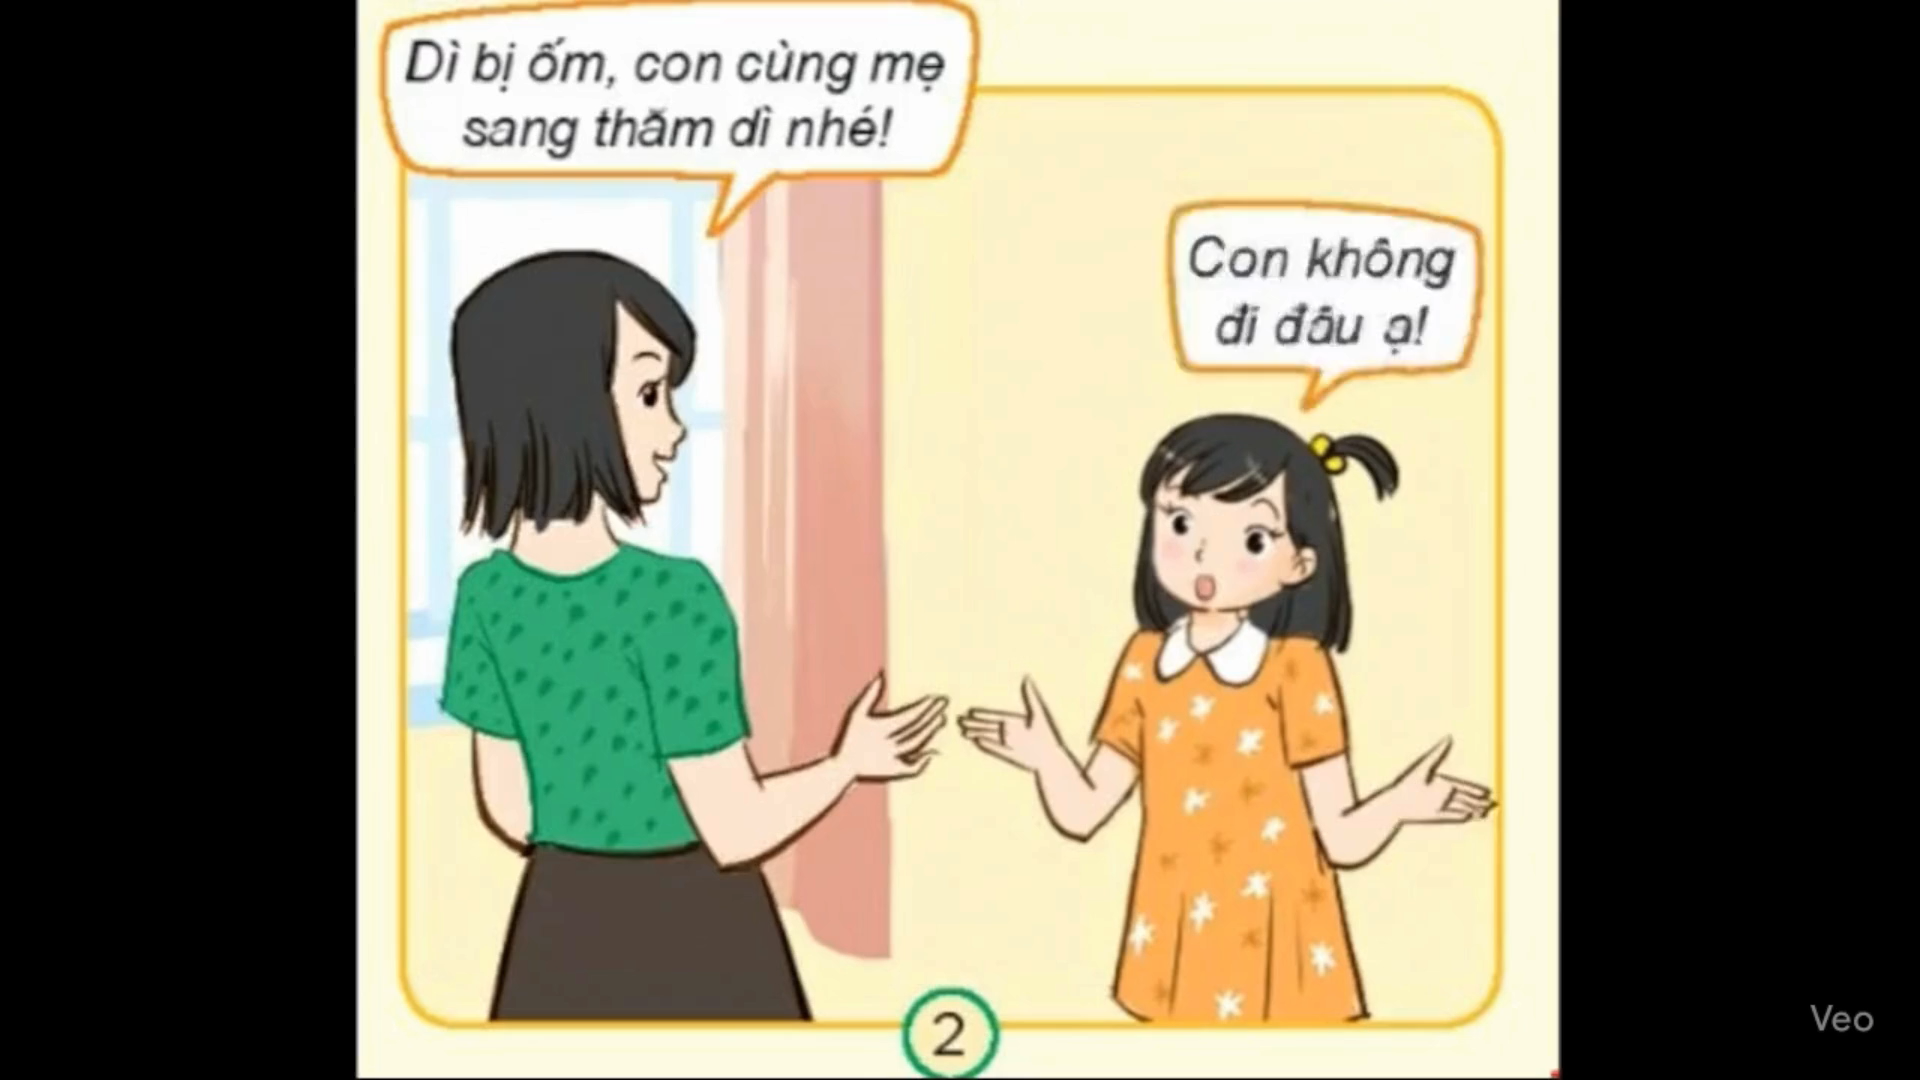 Dì bị ốm, con cùng mẹ
sang thăm dì nhé!
Con không
đi đâu ạ!
2
Veo